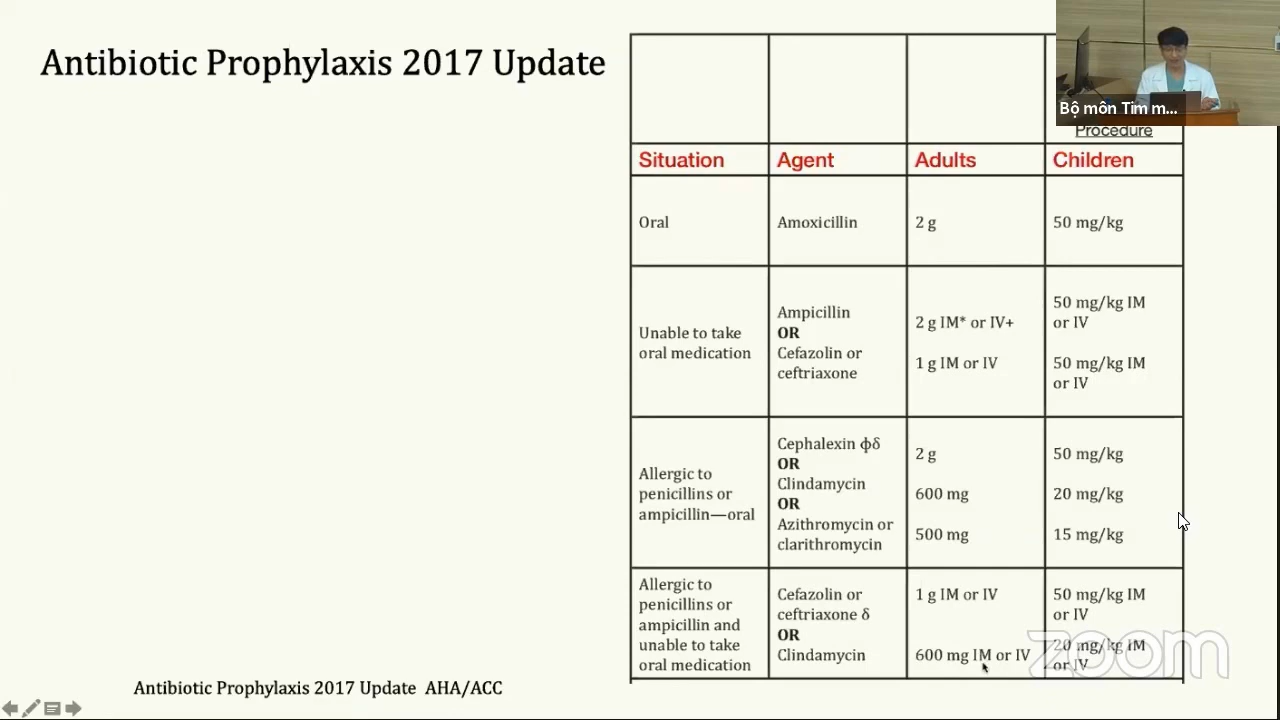 Antibiotic Prophylaxis 2017 Update
Bộ môn Tim m...
Procedure
Situation Agent Adults Children
Oral Amoxicillin 2 g 50 mg/kg
Unable to take
oral medication
Ampicillin
OR
Cefazolin or
ceftriaxone
2 g IM* or IV+
1 g IM or IV
50 mg/kg IM
or IV
50 mg/kg IM
or IV
Allergic to
penicillins or
ampicillin—oral
Cephalexin φδ
OR
Clindamycin
OR
Azithromycin or
clarithromycin
2 g
600 mg
500 mg
50 mg/kg
20 mg/kg
15 mg/kg
Allergic to
penicillins or
ampicillin and
unable to take
oral medication
Cefazolin or
ceftriaxone δ
OR
Clindamycin
1 g IM or IV
600 mg IM or IV
50 mg/kg IM
or IV
20 mg/kg IM
or IV
zoom
Antibiotic Prophylaxis 2017 Update AHA/ACC